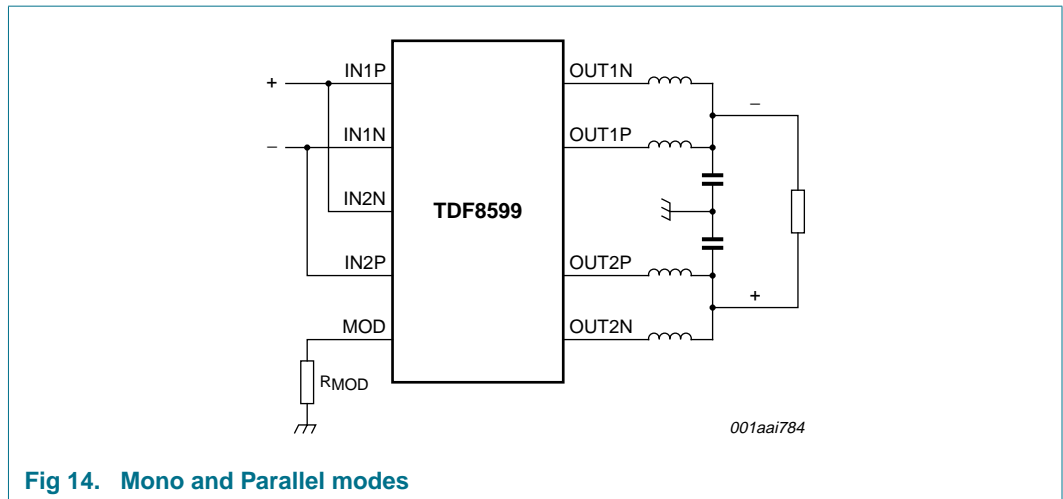 +
IN1P
OUT1N
−
−
IN1N
OUT1P
IN2N
TDF8599
IN2P
OUT2P
+
MOD
OUT2N
RMOD
001aai784
Fig 14. Mono and Parallel modes